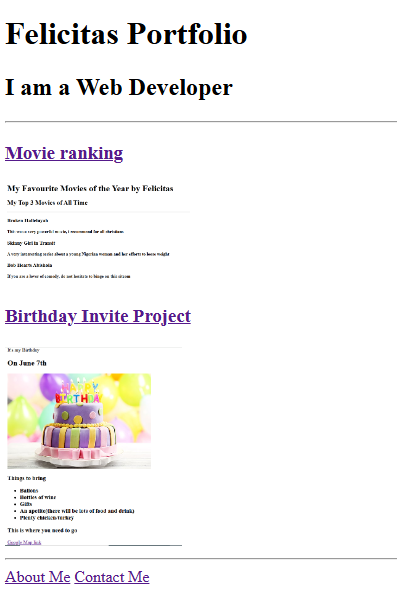 Felicitas Portfolio
I am a Web Developer
Movie ranking
My Favourite Movies of the Year by Felicitas
My Top 3 Movies of All Time
Broken Hallelujah
This was a very powerful movie, i recommend for all christians
Skinny Girl in Transit
A very interesting series about a young Nigerian woman and her efforts to loose weight
Bob Hearts Abishola
If you are a lover of comedy, do not hesitate to binge on this sitcom
Birthday Invite Project
It's my Birthday
On June 7th
HAPPY
BIRTHDAY
Things to bring
Ballons
Bottles of wine
Gifts
An apetite(there will be lots of food and drink)
Plenty chicken/turkey
This is where you need to go
Google Map link
About Me Contact Me